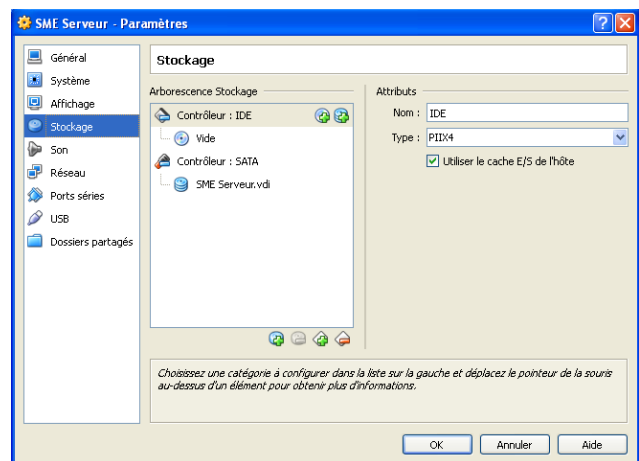 SME Serveur - Paramètres
Général
Système
Affichage
Stockage
Son
Réseau
Ports séries
USB
Dossiers partagés
Stockage
Arborescence Stockage
Contrôleur : IDE
Vide
Contrôleur : SATA
SME Serveur.vdi
Attributs
Nom : IDE
Type : PIIX4
Utiliser le cache E/S de l'hôte
Choisissez une catégorie à configurer dans la liste sur la gauche et déplacez le pointeur de la souris
au-dessus d'un élément pour obtenir plus d'informations.
OK Annuler Aide